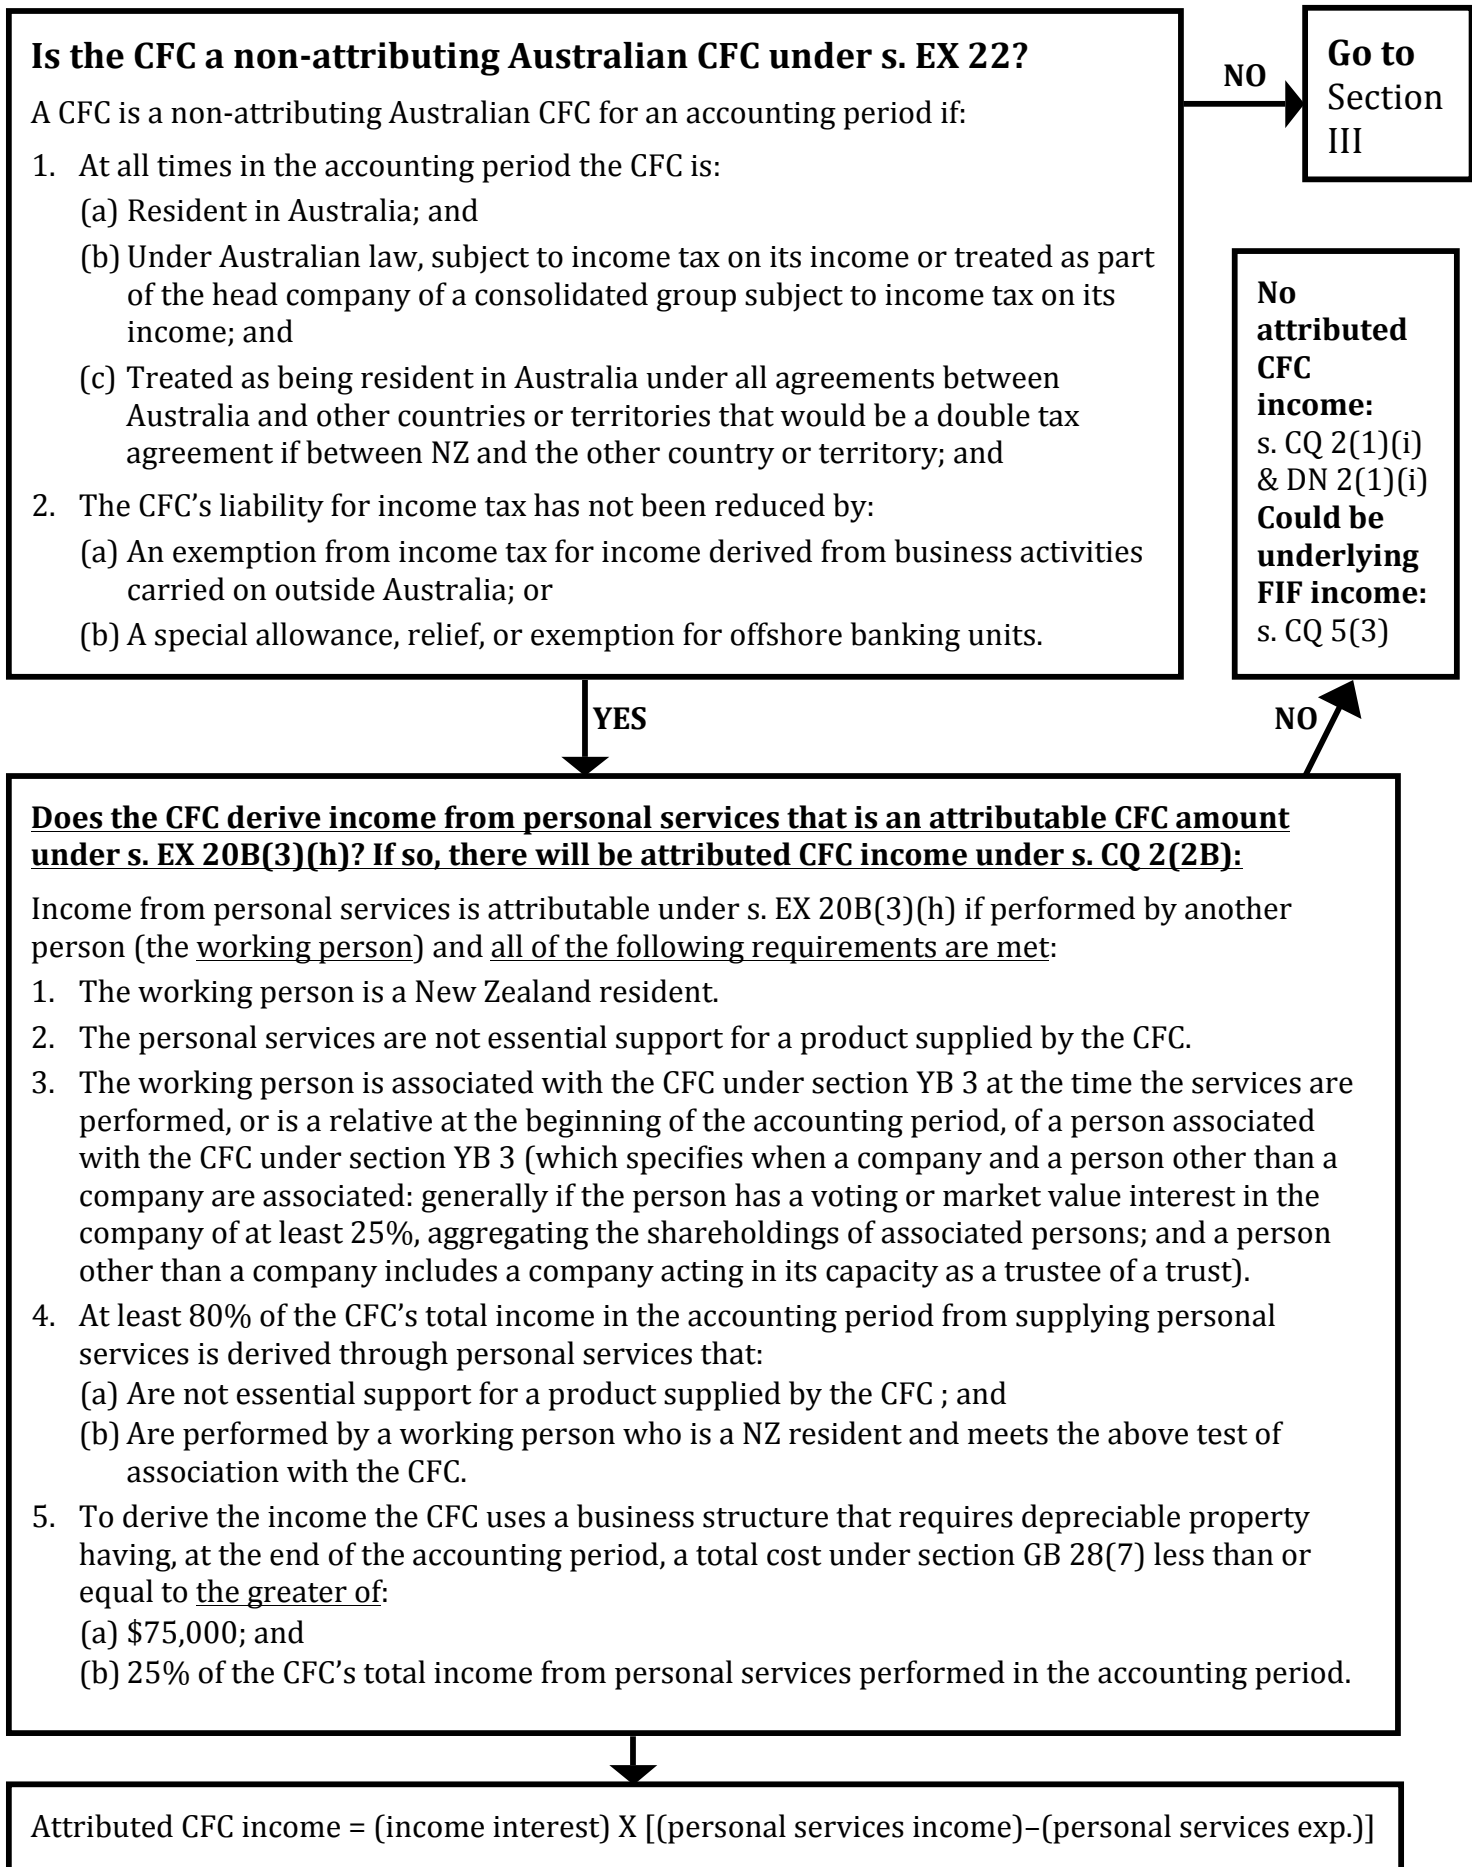 Is the CFC a non-attributing Australian CFC under s. EX 22?
A CFC is a non-attributing Australian CFC for an accounting period if:
1. At all times in the accounting period the CFC is:
(a) Resident in Australia; and
(b) Under Australian law, subject to income tax on its income or treated as part
of the head company of a consolidated group subject to income tax on its
income; and
(c) Treated as being resident in Australia under all agreements between
Australia and other countries or territories that would be a double tax
agreement if between NZ and the other country or territory; and
2. The CFC’s liability for income tax has not been reduced by:
(a) An exemption from income tax for income derived from business activities
carried on outside Australia; or
(b) A special allowance, relief, or exemption for offshore banking units.
NO
Go to
Section
III
No
attributed
CFC
income:
s. CQ 2(1)(i)
& DN 2(1)(i)
Could be
underlying
FIF income:
s. CQ 5(3)
YES
NO
Does the CFC derive income from personal services that is an attributable CFC amount
under s. EX 20B(3)(h)? If so, there will be attributed CFC income under s. CQ 2(2B):
Income from personal services is attributable under s. EX 20B(3)(h) if performed by another
person (the working person) and all of the following requirements are met:
1. The working person is a New Zealand resident.
2. The personal services are not essential support for a product supplied by the CFC.
3. The working person is associated with the CFC under section YB 3 at the time the services are
performed, or is a relative at the beginning of the accounting period, of a person associated
with the CFC under section YB 3 (which specifies when a company and a person other than a
company are associated: generally if the person has a voting or market value interest in the
company of at least 25%, aggregating the shareholdings of associated persons; and a person
other than a company includes a company acting in its capacity as a trustee of a trust).
4. At least 80% of the CFC’s total income in the accounting period from supplying personal
services is derived through personal services that:
(a) Are not essential support for a product supplied by the CFC ; and
(b) Are performed by a working person who is a NZ resident and meets the above test of
association with the CFC.
5. To derive the income the CFC uses a business structure that requires depreciable property
having, at the end of the accounting period, a total cost under section GB 28(7) less than or
equal to the greater of:
(a) $75,000; and
(b) 25% of the CFC’s total income from personal services performed in the accounting period.
Attributed CFC income = (income interest) X [(personal services income)–(personal services exp.)]